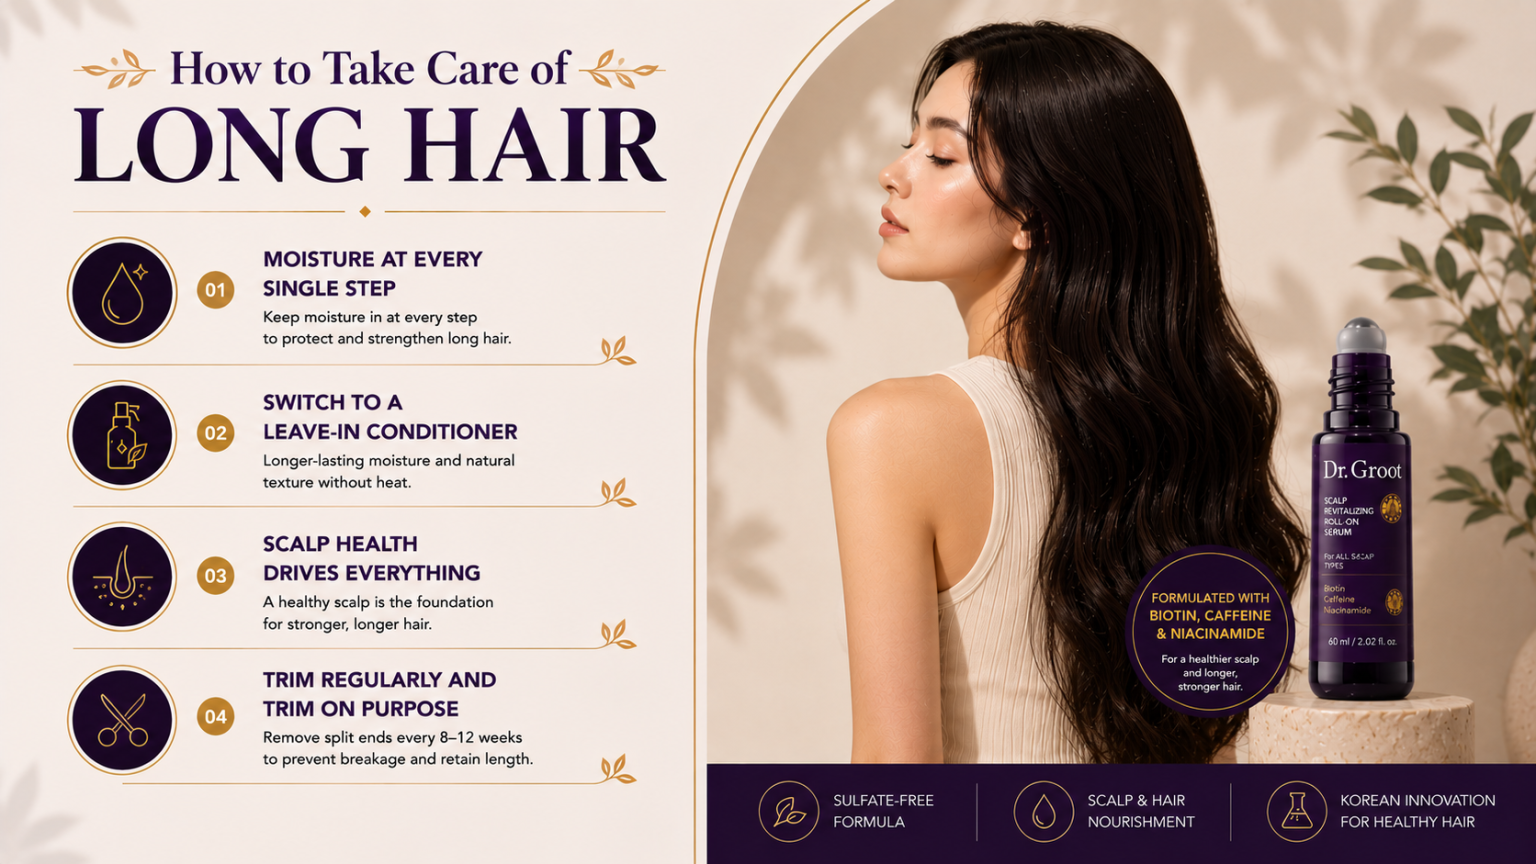 How to Take Care of
LONG HAIR
01
MOISTURE AT EVERY
SINGLE STEP
Keep moisture in at every step
to protect and strengthen long hair.
02
SWITCH TO A
LEAVE-IN CONDITIONER
Longer-lasting moisture and natural
texture without heat.
03
SCALP HEALTH
DRIVES EVERYTHING
A healthy scalp is the foundation
for stronger, longer hair.
04
TRIM REGULARLY AND
TRIM ON PURPOSE
Remove split ends every 8–12 weeks
to prevent breakage and retain length.
Dr. Groot
SCALP
REVITALIZING
ROLL-ON
SERUM
For ALL SCALP
TYPES
Biotin
Caffeine
Niacinamide
60 ml / 2.02 fl. oz.
FORMULATED WITH
BIOTIN, CAFFEINE
& NIACINAMIDE
For a healthier scalp
and longer,
stronger hair.
SULFATE-FREE
FORMULA
SCALP & HAIR
NOURISHMENT
KOREAN INNOVATION
FOR HEALTHY HAIR